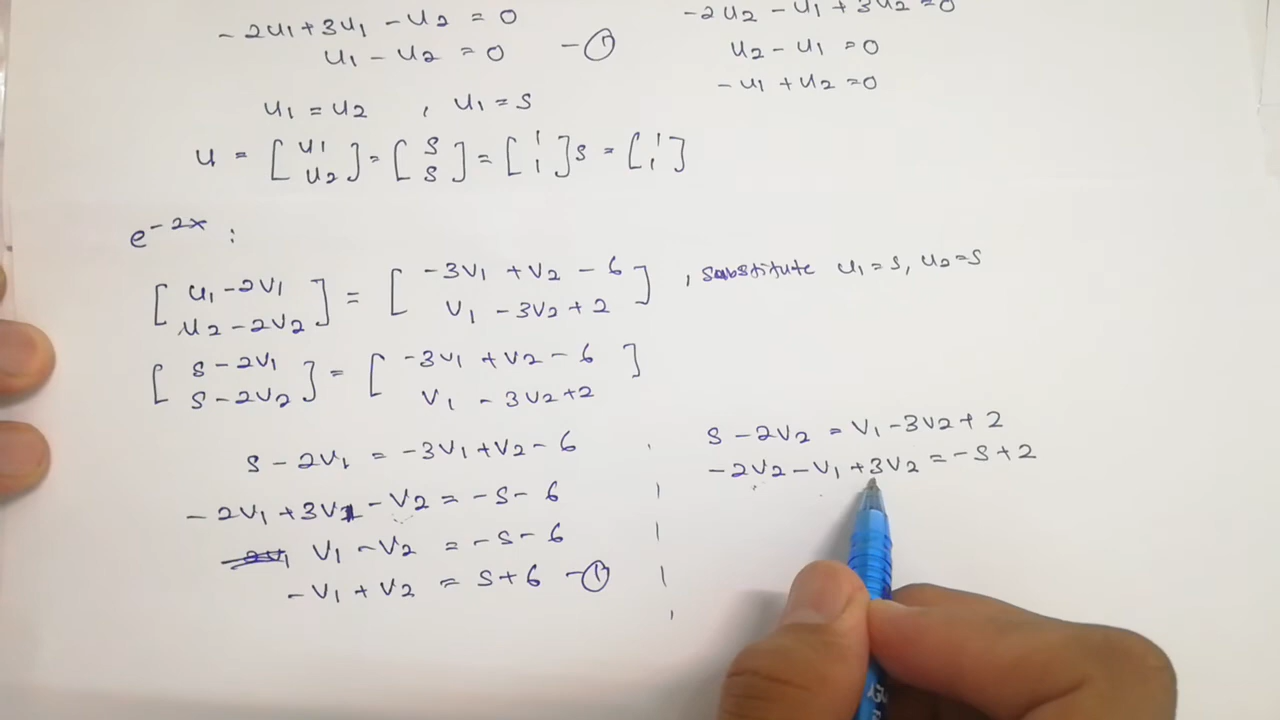 -2u₁+3u₁ -u₂ = 0
u₁ - u₂ = 0 -①
-2u₂ - u₁ + 3u₂ =0
u₂ - u₁ =0
- u₁ + u₂ =0
u₁ = u₂ , u₁ = s
u = [u₁ u₂] = [s s] = [1 1]s = [1 1]
e^-2x :
[u₁ -2v₁ u₂ -2v₂] = [-3v₁ +v₂ - 6 v₁ -3v₂ + 2] , substitute u₁ = s, u₂ = s
[s -2v₁ s -2v₂] = [-3v₁ + v₂ - 6 v₁ - 3v₂ +2]
s - 2v₁ = -3v₁ +v₂ - 6
-2v₁ +3v₁ - v₂ = -s - 6
v₁ - v₂ = -s - 6
-v₁ + v₂ = s + 6 -①
s - 2v₂ = v₁ - 3v₂ + 2
-2v₂ - v₁ + 3v₂ = - s + 2